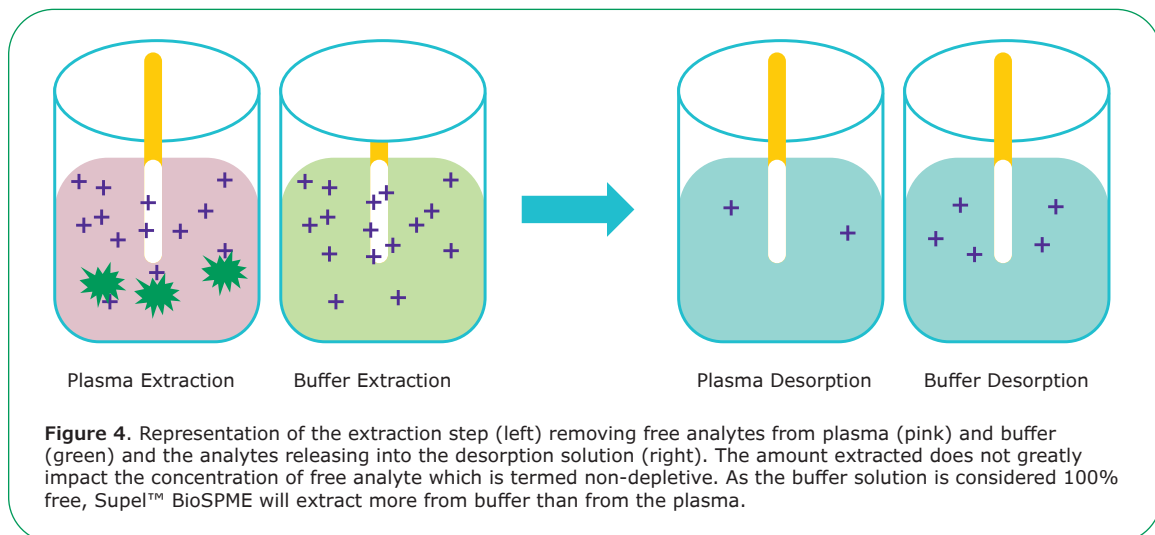 Plasma Extraction
Buffer Extraction
Plasma Desorption
Buffer Desorption
Figure 4. Representation of the extraction step (left) removing free analytes from plasma (pink) and buffer
(green) and the analytes releasing into the desorption solution (right). The amount extracted does not greatly
impact the concentration of free analyte which is termed non-depletive. As the buffer solution is considered 100%
free, Supel™ BioSPME will extract more from buffer than from the plasma.